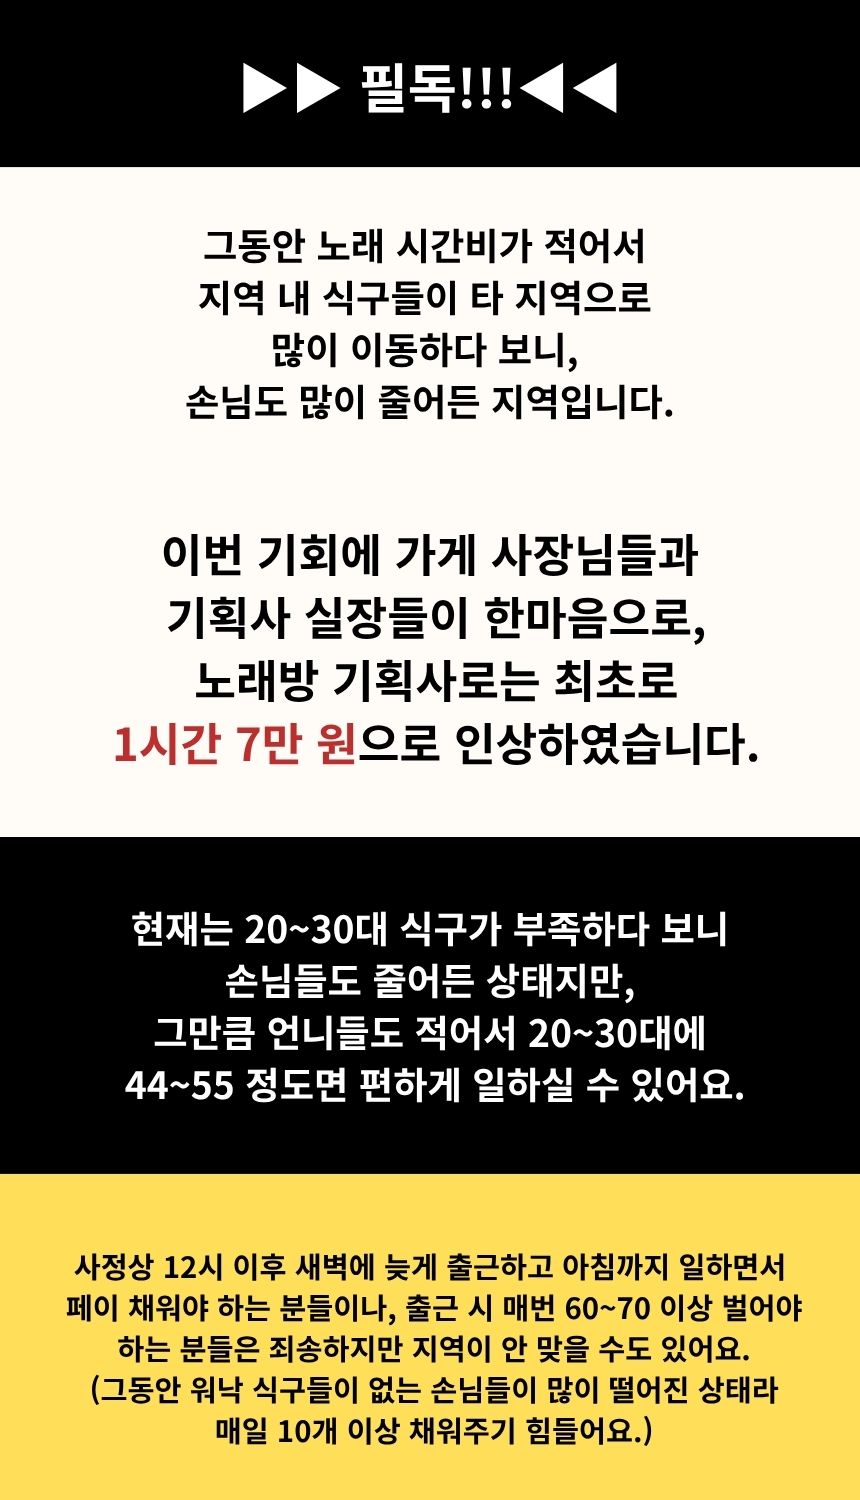 ▶▶ 필독!!!◀◀
그동안 노래 시간비가 적어서
지역 내 식구들이 타 지역으로
많이 이동하다 보니,
손님도 많이 줄어든 지역입니다.
이번 기회에 가게 사장님들과
기획사 실장들이 한마음으로,
노래방 기획사로는 최초로
1시간 7만 원으로 인상하였습니다.
현재는 20~30대 식구가 부족하다 보니
손님들도 줄어든 상태지만,
그만큼 언니들도 적어서 20~30대에
44~55 정도면 편하게 일하실 수 있어요.
사정상 12시 이후 새벽에 늦게 출근하고 아침까지 일하면서
페이 채워야 하는 분들이나, 출근 시 매번 60~70 이상 벌어야
하는 분들은 죄송하지만 지역이 안 맞을 수도 있어요.
(그동안 워낙 식구들이 없는 손님들이 많이 떨어진 상태라
매일 10개 이상 채워주기 힘들어요.)